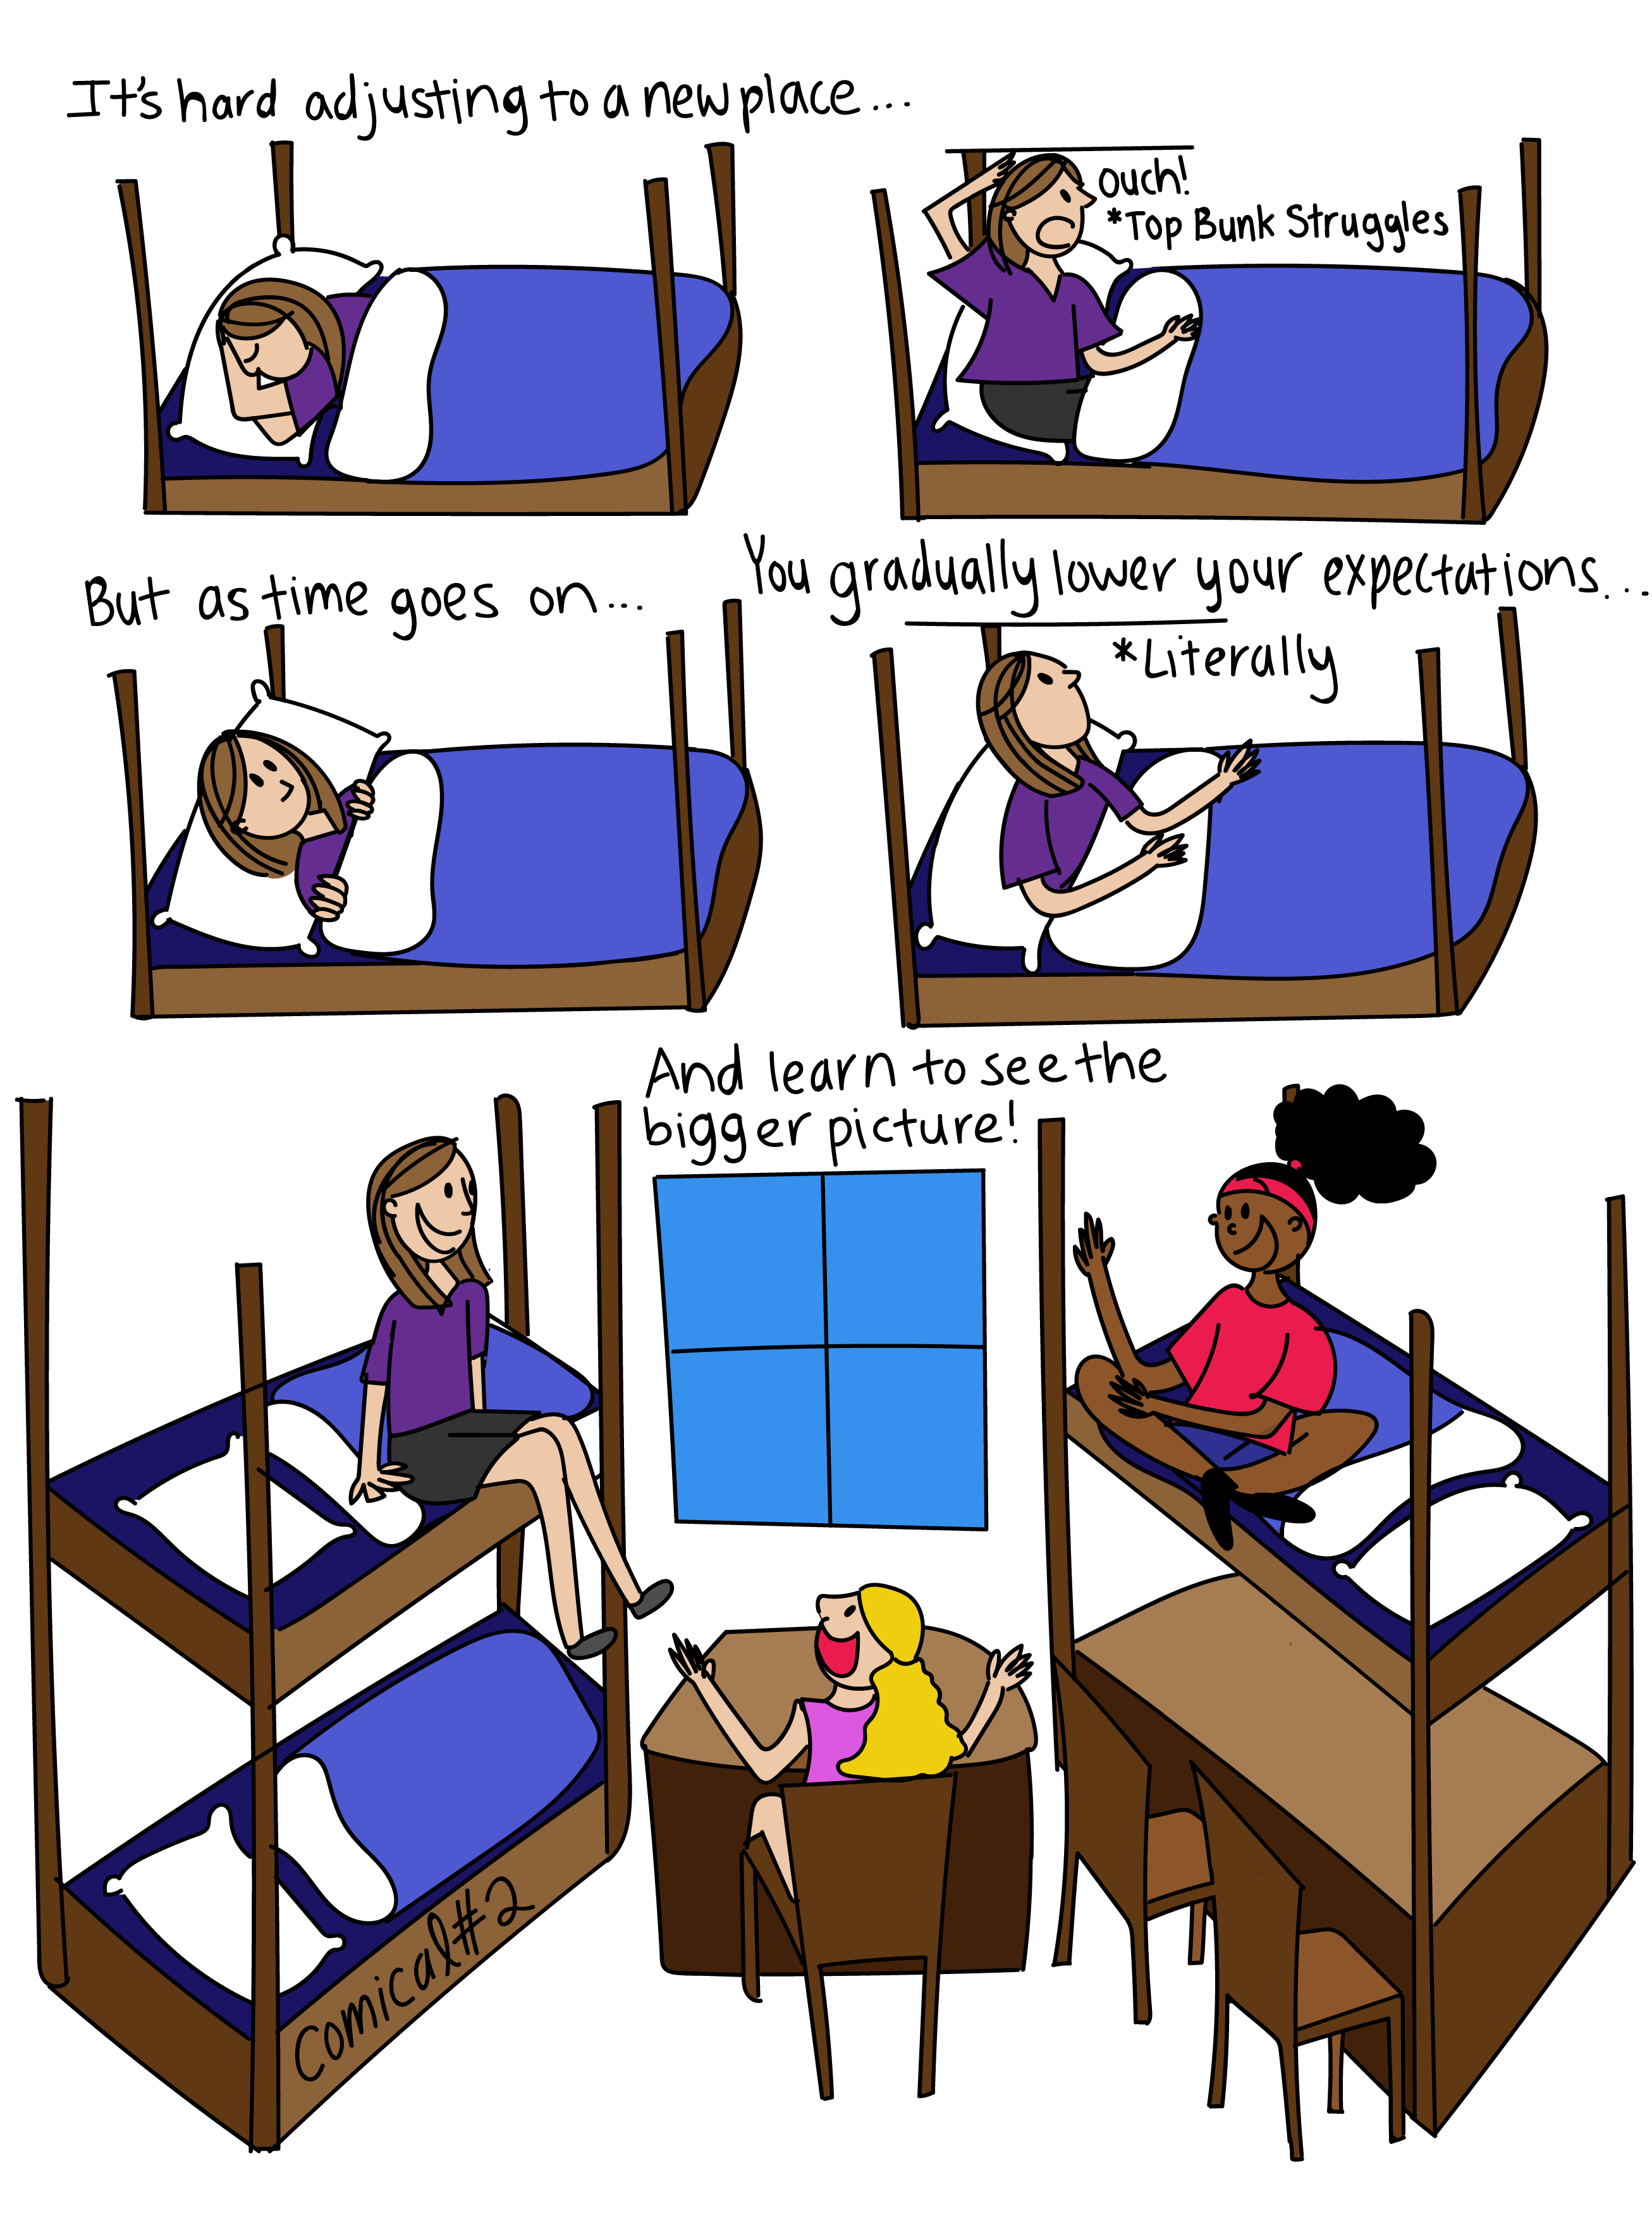 It's hard adjusting to a new place...
ouch!
*Top Bunk Struggles
But as time goes on...
You gradually lower your expectations...
*Literally
And learn to see the
bigger picture!
Comical#2